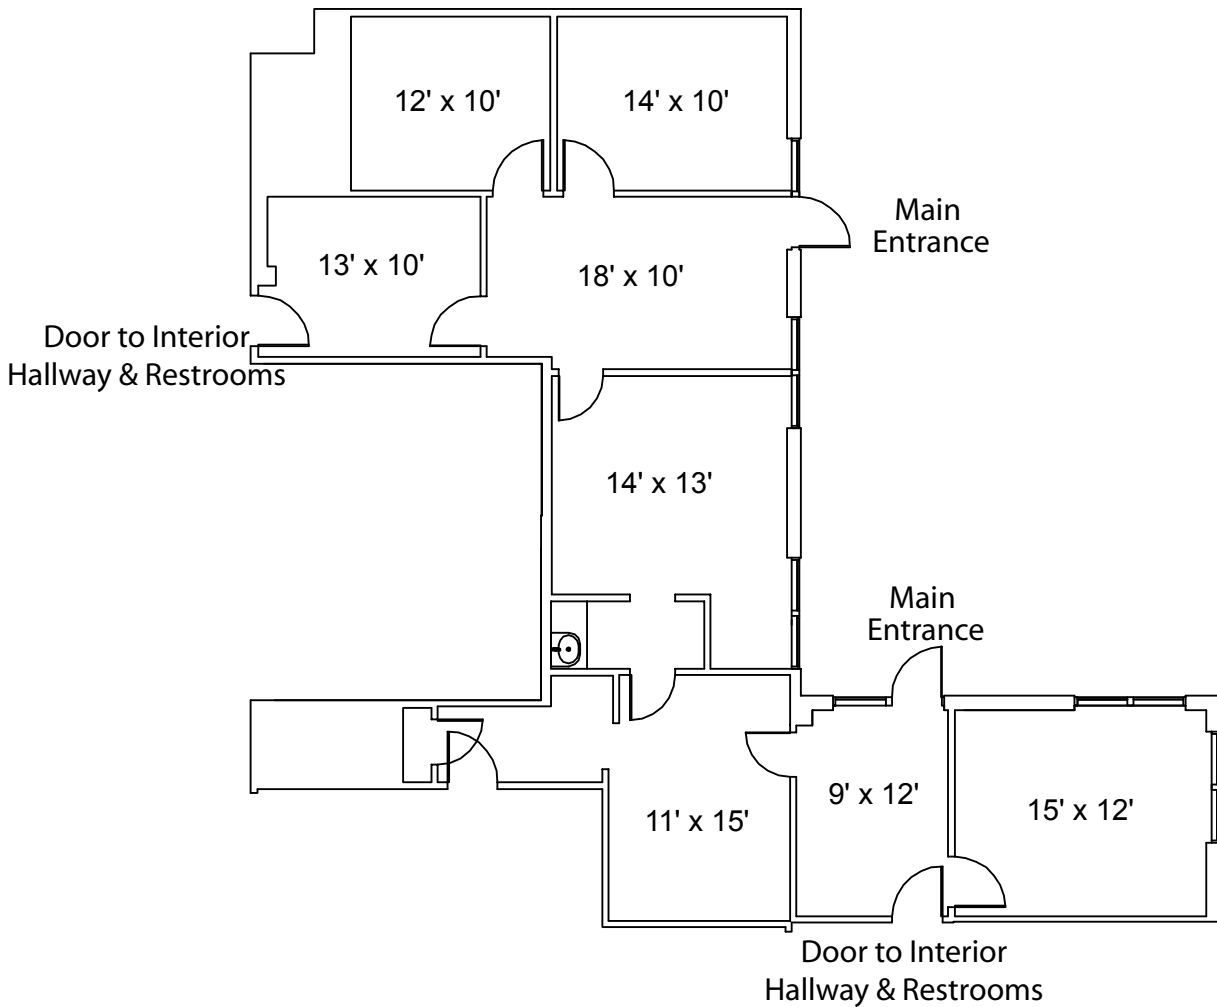 12' x 10'
14' x 10'
Main
Entrance
13' x 10'
18' x 10'
Door to Interior
Hallway & Restrooms
14' x 13'
Main
Entrance
9' x 12'
15' x 12'
11' x 15'
Door to Interior
Hallway & Restrooms